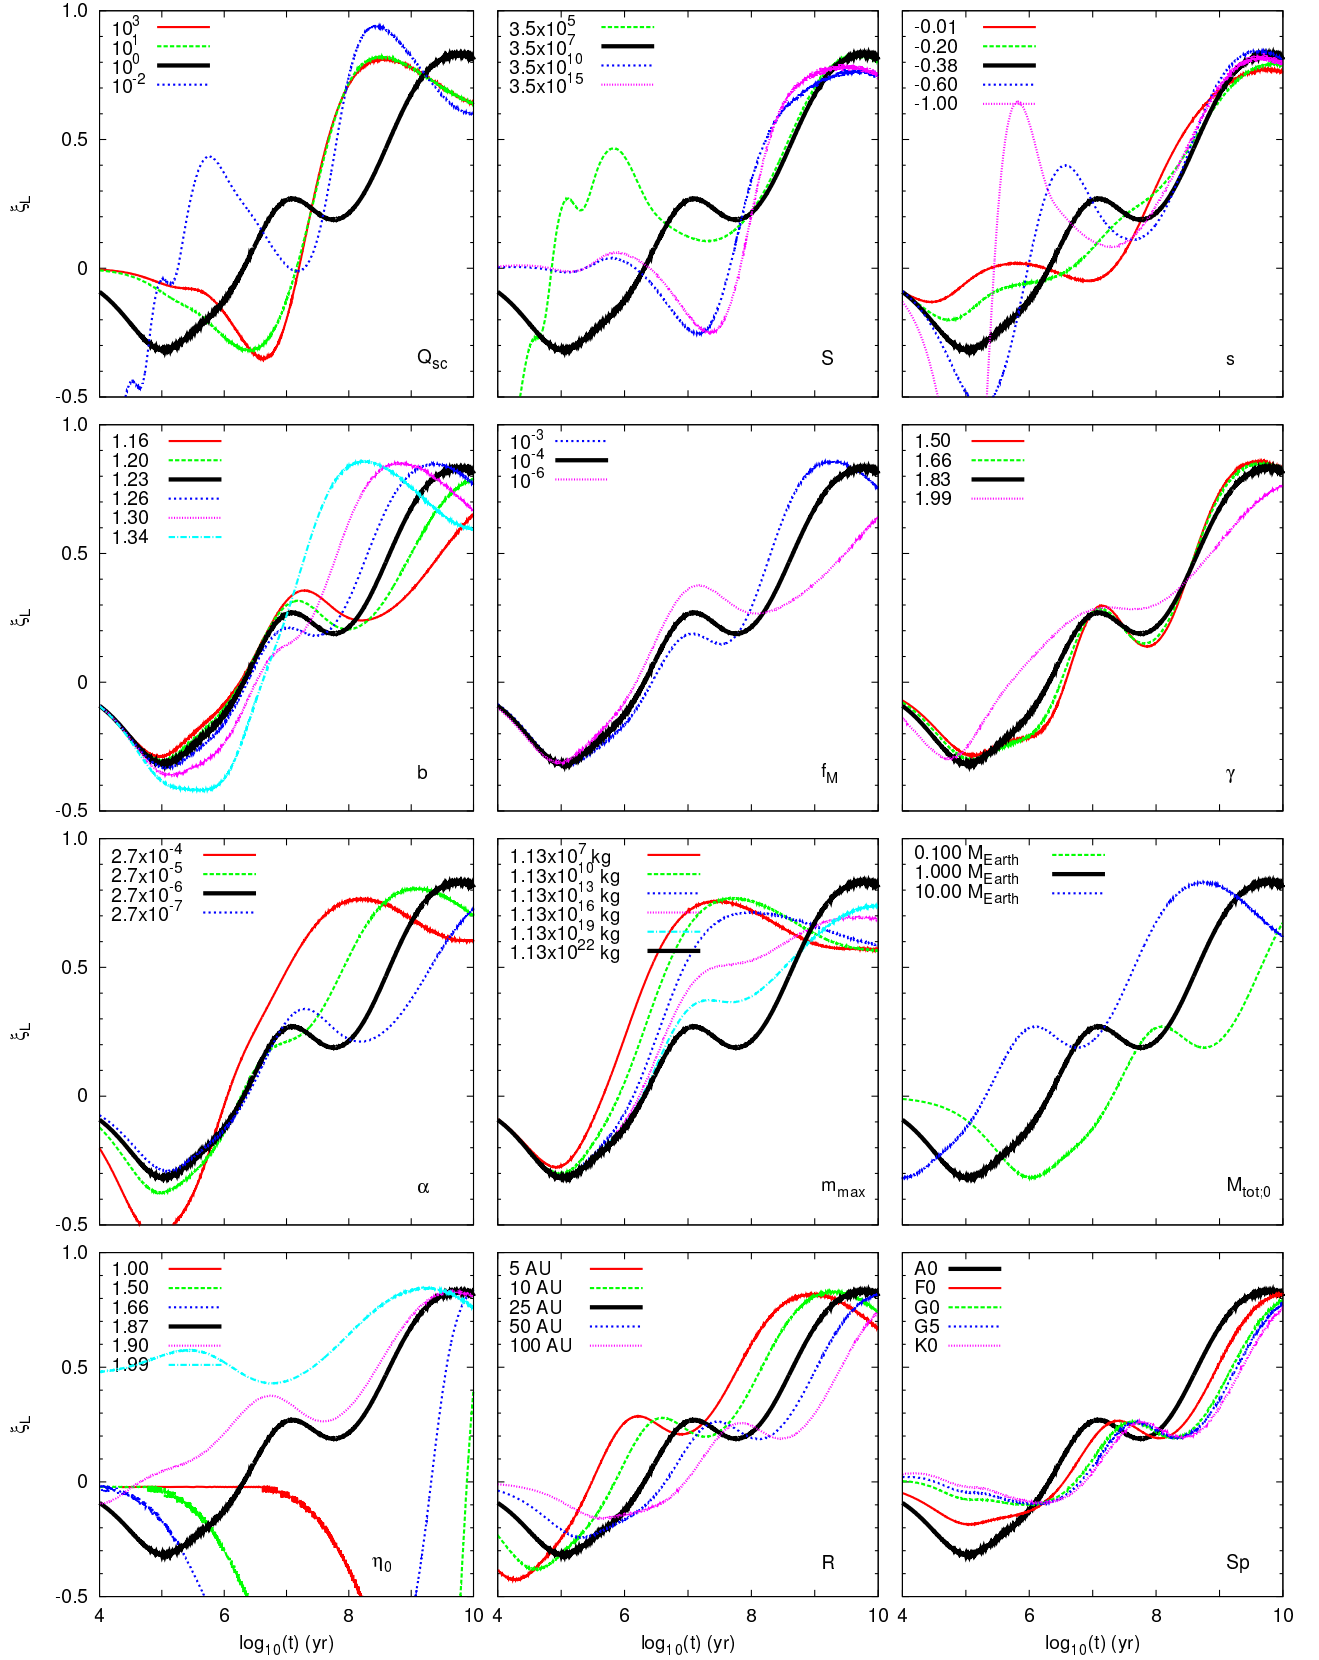 1.0
0.5
0
-0.5
ξL
10^3
10^1
10^0
10^-2
Qsc
3.5x10^5
3.5x10^7
3.5x10^10
3.5x10^15
S
-0.01
-0.20
-0.38
-0.60
-1.00
s
1.0
0.5
0
-0.5
ξL
1.16
1.20
1.23
1.26
1.30
1.34
b
10^-3
10^-4
10^-6
fM
1.50
1.66
1.83
1.99
γ
1.0
0.5
0
-0.5
ξL
2.7x10^-4
2.7x10^-5
2.7x10^-6
2.7x10^-7
α
1.13x10^7 kg
1.13x10^10 kg
1.13x10^13 kg
1.13x10^16 kg
1.13x10^19 kg
1.13x10^22 kg
mmax
0.100 MEarth
1.000 MEarth
10.00 MEarth
Mtot;0
1.0
0.5
0
-0.5
ξL
1.00
1.50
1.66
1.87
1.90
1.99
η0
4 6 8 10
log10(t) (yr)
5 AU
10 AU
25 AU
50 AU
100 AU
R
4 6 8 10
log10(t) (yr)
A0
F0
G0
G5
K0
Sp
4 6 8 10
log10(t) (yr)